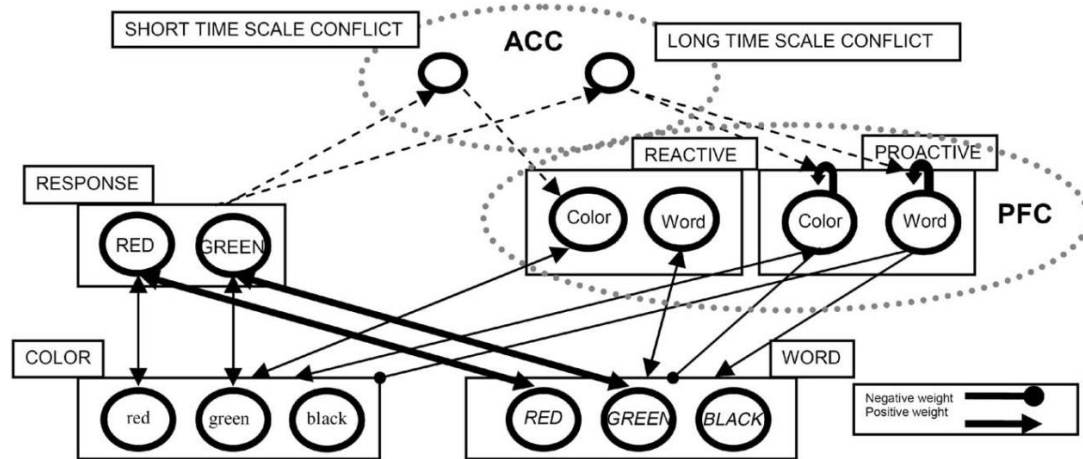 SHORT TIME SCALE CONFLICT
ACC
LONG TIME SCALE CONFLICT
REACTIVE
PROACTIVE
RESPONSE
RED
GREEN
Color
Word
Color
Word
PFC
COLOR
WORD
red
green
black
RED
GREEN
BLACK
Negative weight
Positive weight